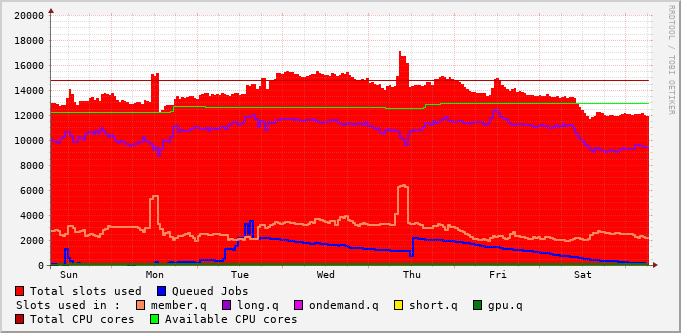 20000
18000
16000
14000
12000
10000
8000
6000
4000
2000
0
Sun Mon Tue Wed Thu Fri Sat
Total slots used Queued Jobs
Slots used in : member.q long.q ondemand.q short.q gpu.q
Total CPU cores Available CPU cores
RRDTOOL / TOBI OETIKER